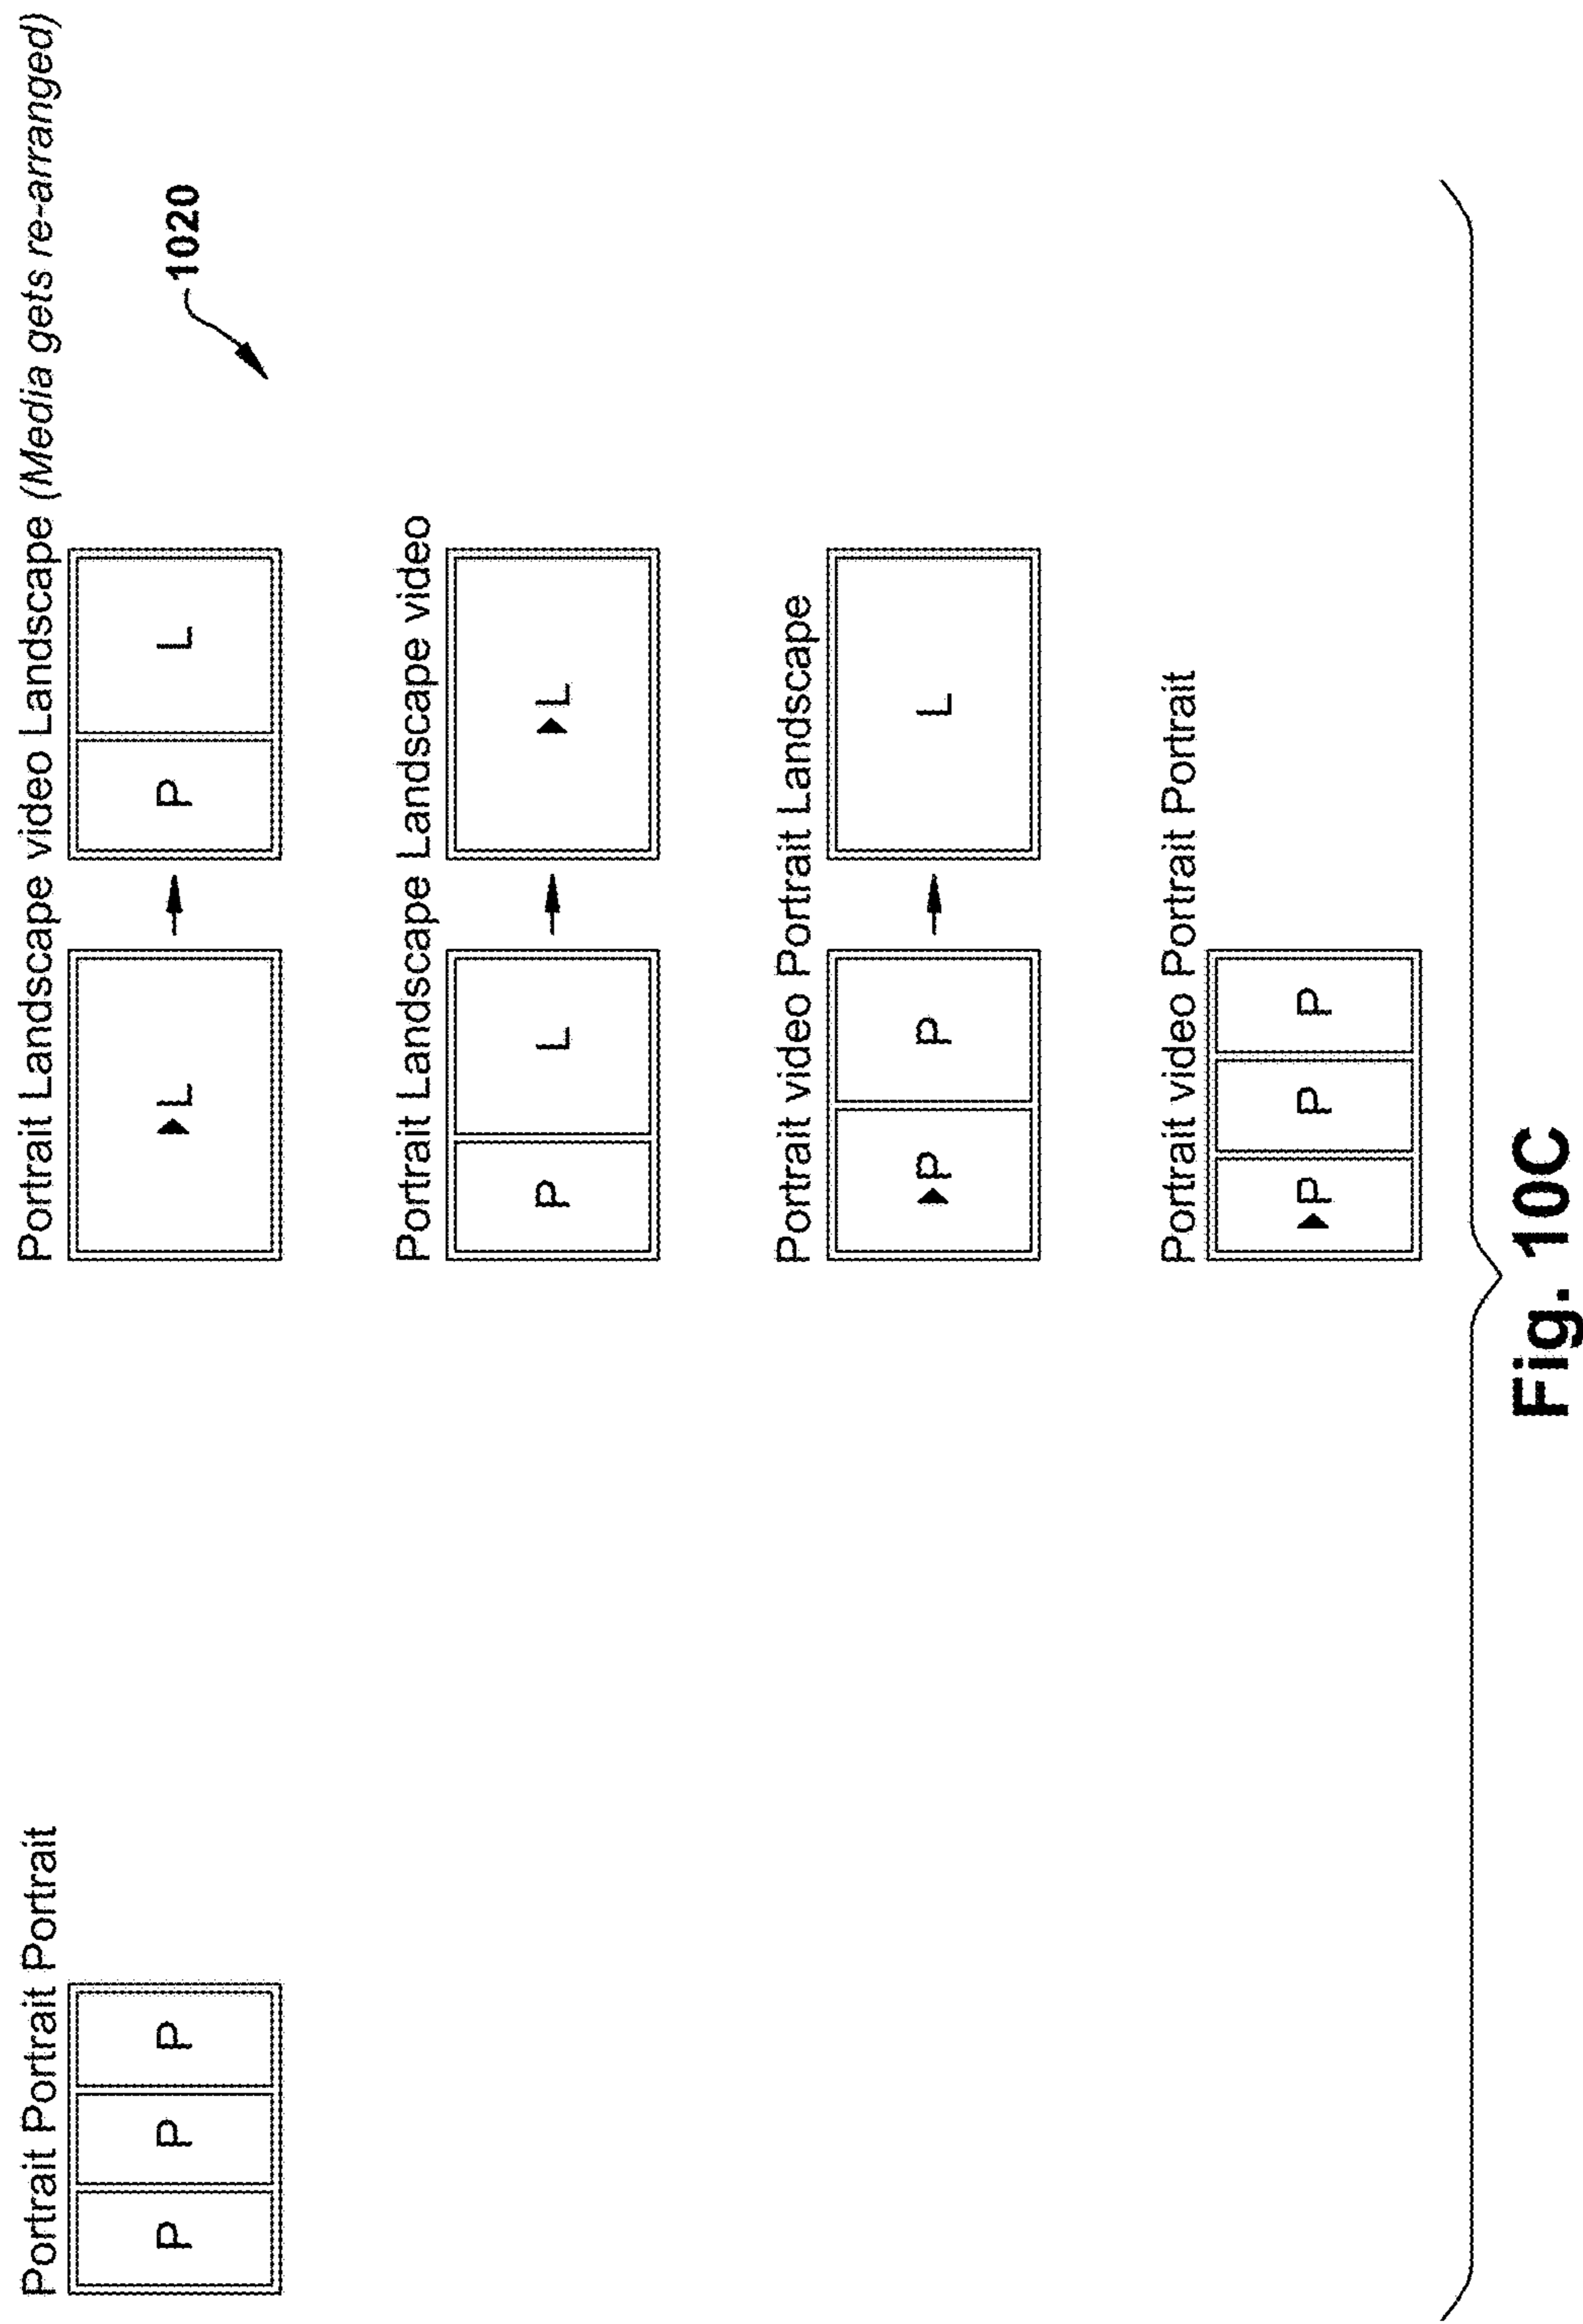 Portrait Portrait Portrait
P P P
Portrait Landscape video Landscape (Media gets re-arranged)
▶L → P L
1020
Portrait Landscape Landscape video
P L → ▶L
Portrait video Portrait Landscape
▶P P → L
Portrait video Portrait Portrait
▶P P P
Fig. 10C